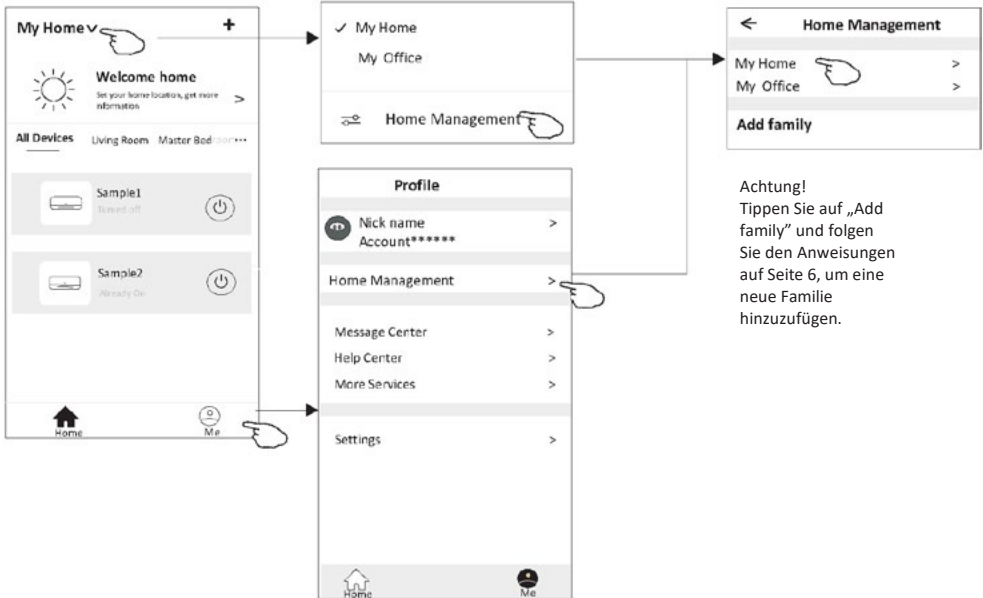 My Home
+
Welcome home
Set your home location, get more
nformation
>
All Devices
Living Room
Master Bedroom
•••
Sample1
Turned off
Sample2
Already On
Home
Me
✓ My Home
My Office
Home Management
Profile
Nick name
>
Account******
Home Management
>
Message Center
>
Help Center
>
More Services
>
Settings
>
Home
Me
← Home Management
My Home
>
My Office
>
Add family
Achtung!
Tippen Sie auf „Add
family” und folgen
Sie den Anweisungen
auf Seite 6, um eine
neue Familie
hinzuzufügen.